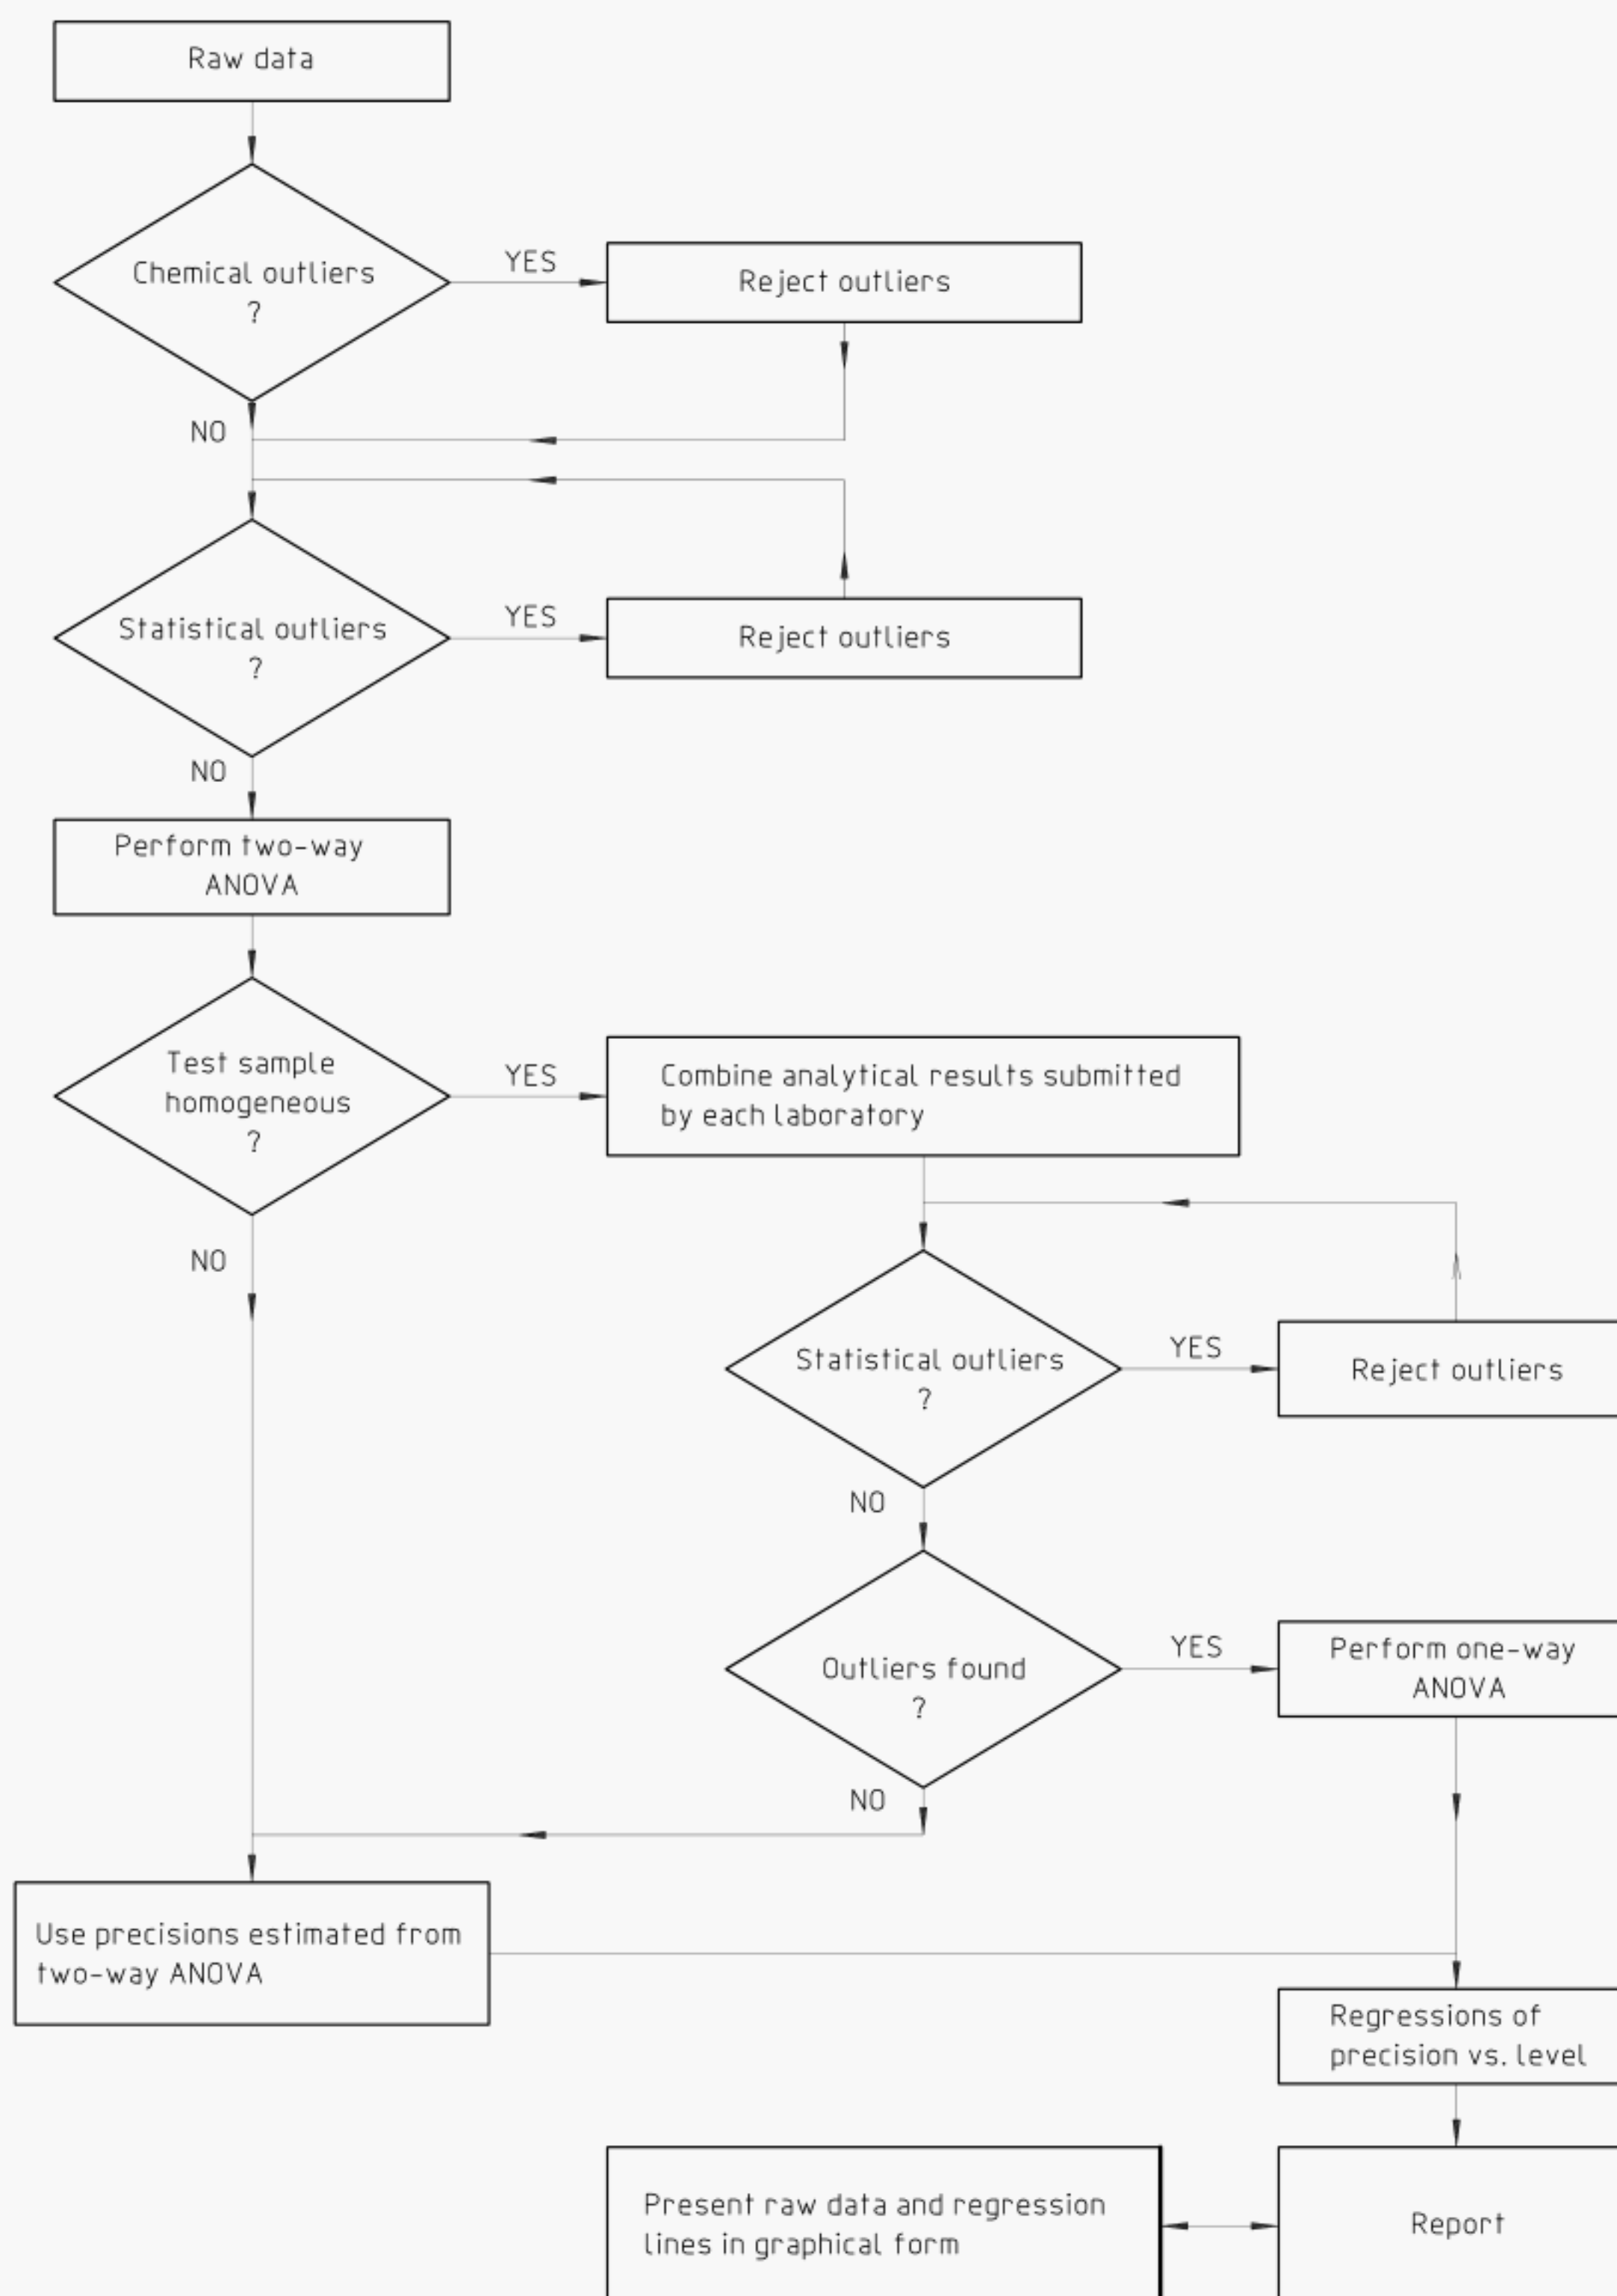 Raw data
Chemical outliers
?
YES
Reject outliers
NO
Statistical outliers
?
YES
Reject outliers
NO
Perform two-way
ANOVA
Test sample
homogeneous
?
YES
Combine analytical results submitted
by each laboratory
NO
Statistical outliers
?
YES
Reject outliers
NO
Outliers found
?
YES
Perform one-way
ANOVA
NO
Use precisions estimated from
two-way ANOVA
Regressions of
precision vs. level
Present raw data and regression
lines in graphical form
Report